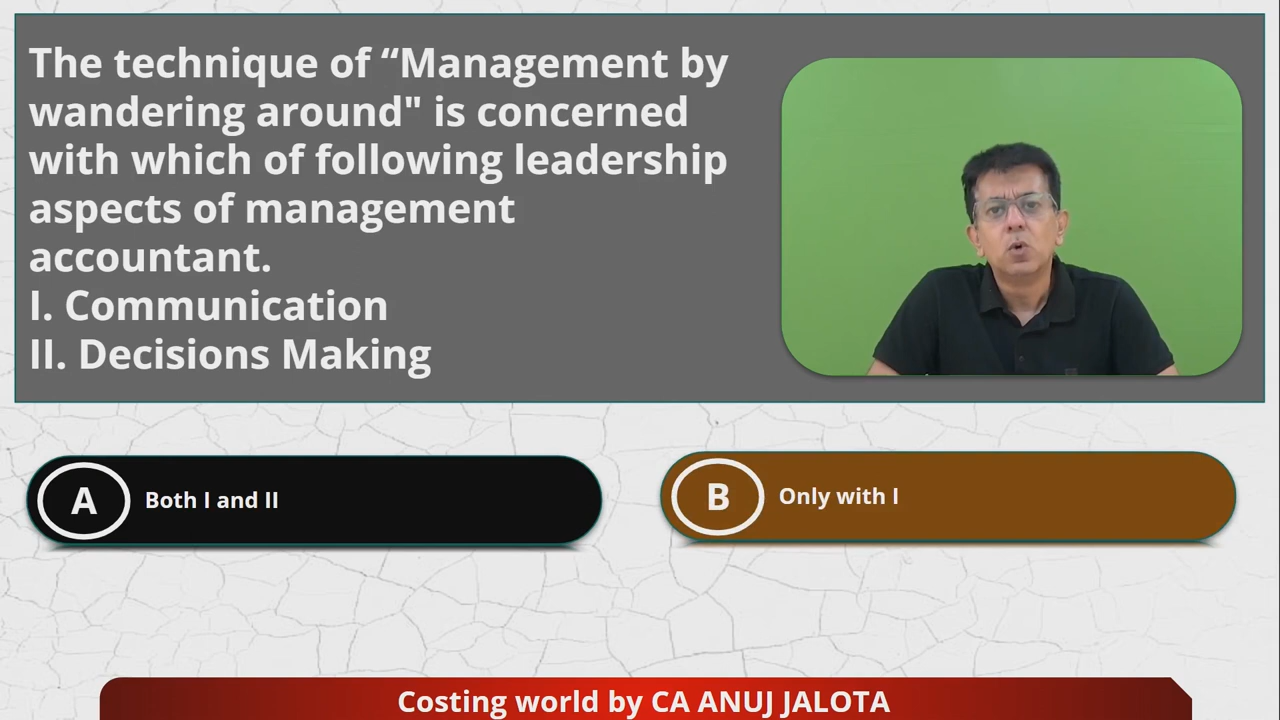 The technique of “Management by
wandering around" is concerned
with which of following leadership
aspects of management
accountant.
I. Communication
II. Decisions Making
A
Both I and II
B
Only with I
Costing world by CA ANUJ JALOTA